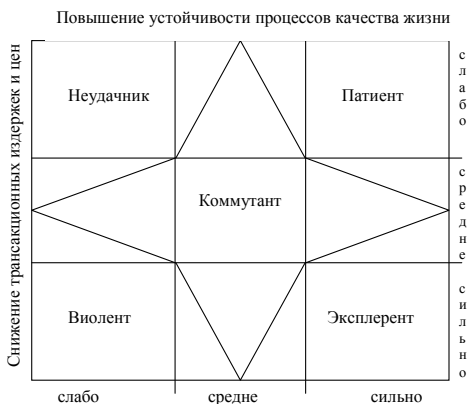 Повышение устойчивости процессов качества жизни
Снижение трансакционных издержек и цен
Неудачник
Патиент
слабо
Коммутант
средне
Виолент
Эксплерент
сильно
слабо
средне
сильно